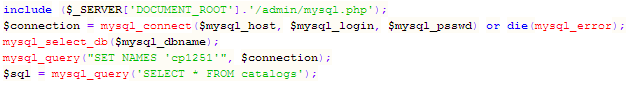 include ($_SERVER['DOCUMENT_ROOT'].'/admin/mysql.php');
$connection = mysql_connect($mysql_host, $mysql_login, $mysql_psswd) or die(mysql_error);
mysql_select_db($mysql_dbname);
mysql_query("SET NAMES 'cp1251'", $connection);
$sql = mysql_query('SELECT * FROM catalogs');